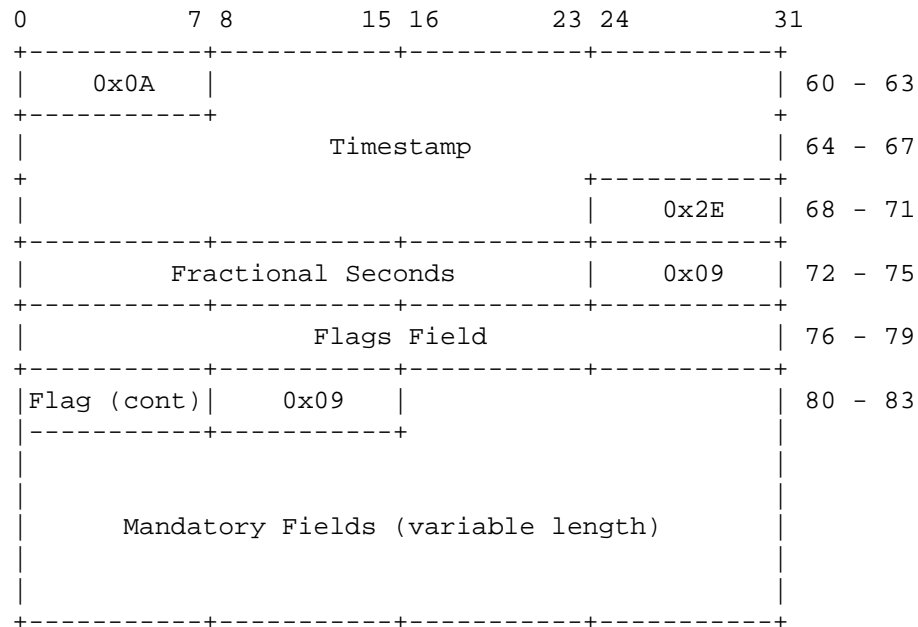 0 7 8 15 16 23 24 31
+-----------+-----------+-----------+-----------+
| 0x0A | | 60 - 63
+-----------+ +
| Timestamp | 64 - 67
+ +-----------+
| | 0x2E | 68 - 71
+-----------+-----------+-----------+-----------+
| Fractional Seconds | 0x09 | 72 - 75
+-----------+-----------+-----------+-----------+
| Flags Field | 76 - 79
+-----------+-----------+-----------+-----------+
|Flag (cont)| 0x09 | | 80 - 83
|-----------+-----------+ |
| |
| |
| Mandatory Fields (variable length) |
| |
| |
+-----------+-----------+-----------+-----------+